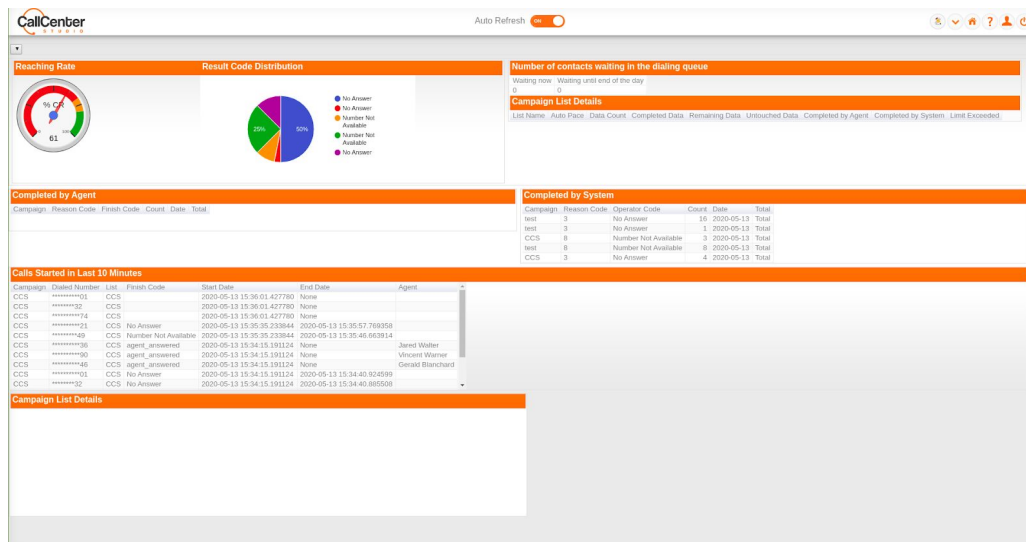 CallCenter
STUDIO
Auto Refresh ON
Reaching Rate
Result Code Distribution
% CR
61
50%
25%
No Answer
No Answer
Number Not
Available
Number Not
Available
No Answer
Number of contacts waiting in the dialing queue
Waiting now Waiting until end of the day
0 0
Campaign List Details
List Name Auto Pace Data Count Completed Data Remaining Data Untouched Data Completed by Agent Completed by System Limit Exceeded
Completed by Agent
Campaign Reason Code Finish Code Count Date Total
Completed by System
Campaign Reason Code Operator Code Count Date Total
test 3 No Answer 16 2020-05-13 Total
test 3 No Answer 1 2020-05-13 Total
CCS 8 Number Not Available 3 2020-05-13 Total
test 8 Number Not Available 8 2020-05-13 Total
CCS 3 No Answer 4 2020-05-13 Total
Calls Started in Last 10 Minutes
Campaign Dialed Number List Finish Code Start Date End Date Agent
CCS **********01 CCS 2020-05-13 15:36:01.427780 None
CCS ********32 CCS 2020-05-13 15:36:01.427780 None
CCS **********74 CCS 2020-05-13 15:36:01.427780 None
CCS **********21 CCS No Answer 2020-05-13 15:35:35.233844 2020-05-13 15:35:57.769358
CCS *********49 CCS Number Not Available 2020-05-13 15:35:35.233844 2020-05-13 15:35:46.663914
CCS **********36 CCS agent_answered 2020-05-13 15:34:15.191124 None Jared Walter
CCS **********90 CCS agent_answered 2020-05-13 15:34:15.191124 None Vincent Warner
CCS **********46 CCS agent_answered 2020-05-13 15:34:15.191124 None Gerald Blanchard
CCS **********01 CCS No Answer 2020-05-13 15:34:15.191124 2020-05-13 15:34:40.924599
CCS ********32 CCS No Answer 2020-05-13 15:34:15.191124 2020-05-13 15:34:40.885508
Campaign List Details